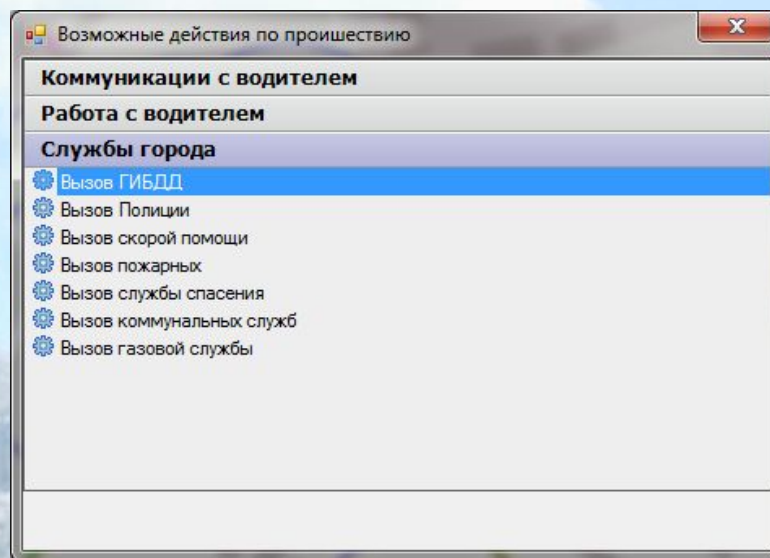 Возможные действия по происшествию
Коммуникации с водителем
Работа с водителем
Службы города
Вызов ГИБДД
Вызов Полиции
Вызов скорой помощи
Вызов пожарных
Вызов службы спасения
Вызов коммунальных служб
Вызов газовой службы